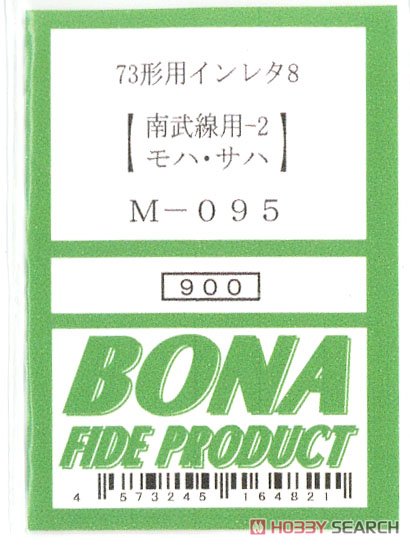 73形用インレタ8
【南武線用-2
モハ・サハ】
M－095
900
BONA
FIDE PRODUCT
4 573245 164821
HOBBY SEARCH